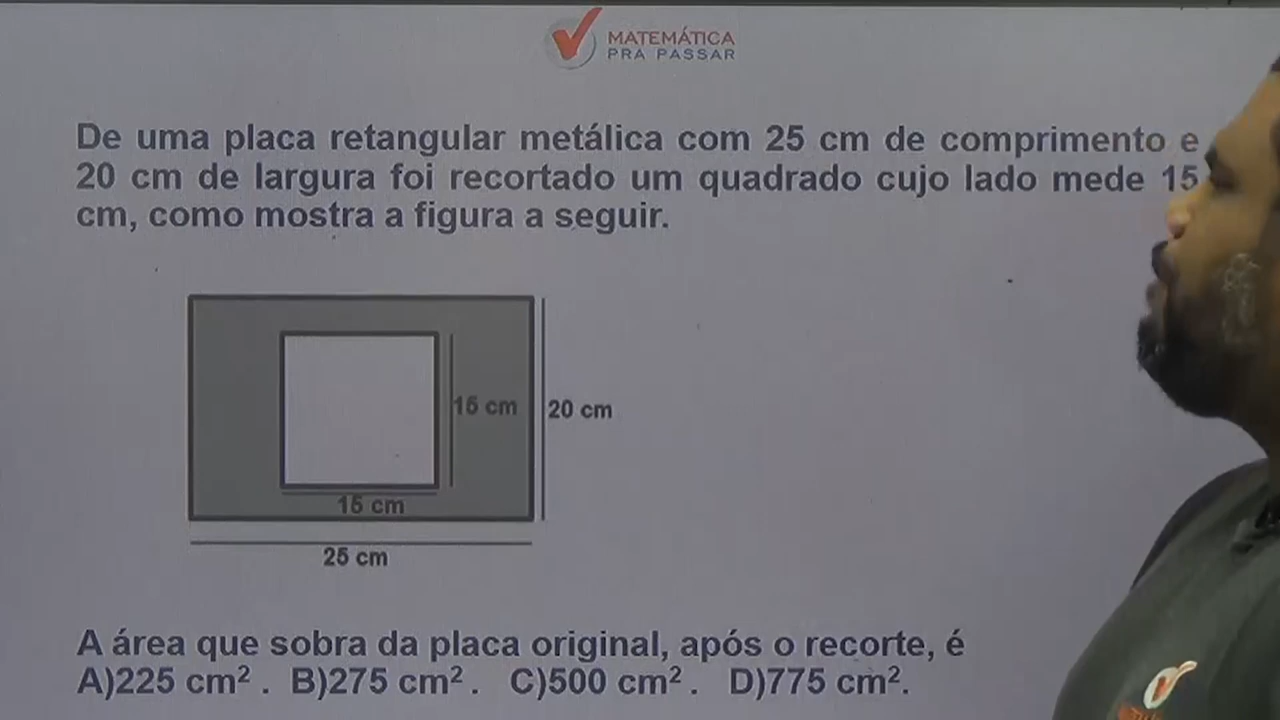 MATEMÁTICA
PRA PASSAR
De uma placa retangular metálica com 25 cm de comprimento e
20 cm de largura foi recortado um quadrado cujo lado mede 15
cm, como mostra a figura a seguir.
15 cm
20 cm
15 cm
25 cm
A área que sobra da placa original, após o recorte, é
A)225 cm². B)275 cm². C)500 cm². D)775 cm².